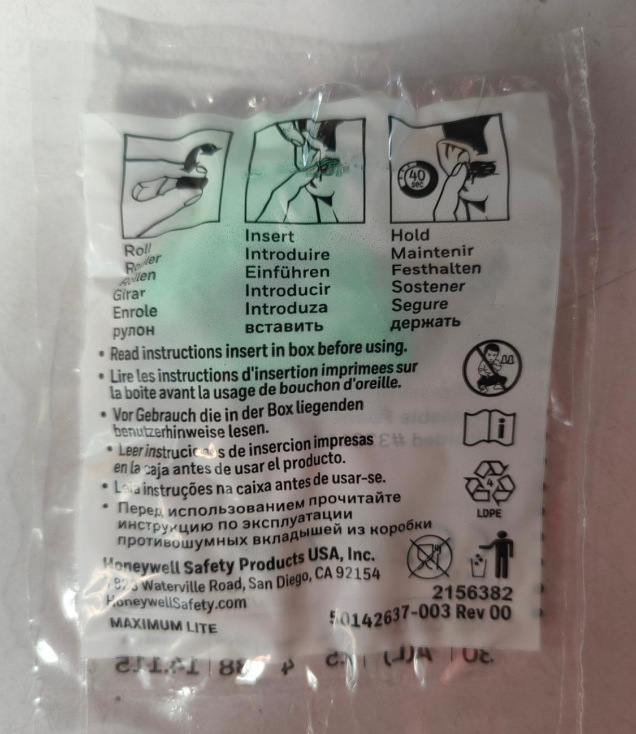 40
sec
Roll
Rouler
Rollen
Girar
Enrole
рулон
Insert
Introduire
Einführen
Introducir
Introduza
вставить
Hold
Maintenir
Festhalten
Sostener
Segure
держать
• Read instructions insert in box before using.
• Lire les instructions d'insertion imprimees sur
la boite avant la usage de bouchon d'oreille.
• Vor Gebrauch die in der Box liegenden
benutzerhinweise lesen.
• Leer instrucciones de insercion impresas
en la caja antes de usar el producto.
• Leia instruções na caixa antes de usar-se.
• Перед использованием прочитайте
инструкцию по эксплуатации
противошумных вкладышей из коробки
4
LDPE
Honeywell Safety Products USA, Inc.
Waterville Road, San Diego, CA 92154
HoneywellSafety.com
MAXIMUM LITE
2156382
50142637-003 Rev 00